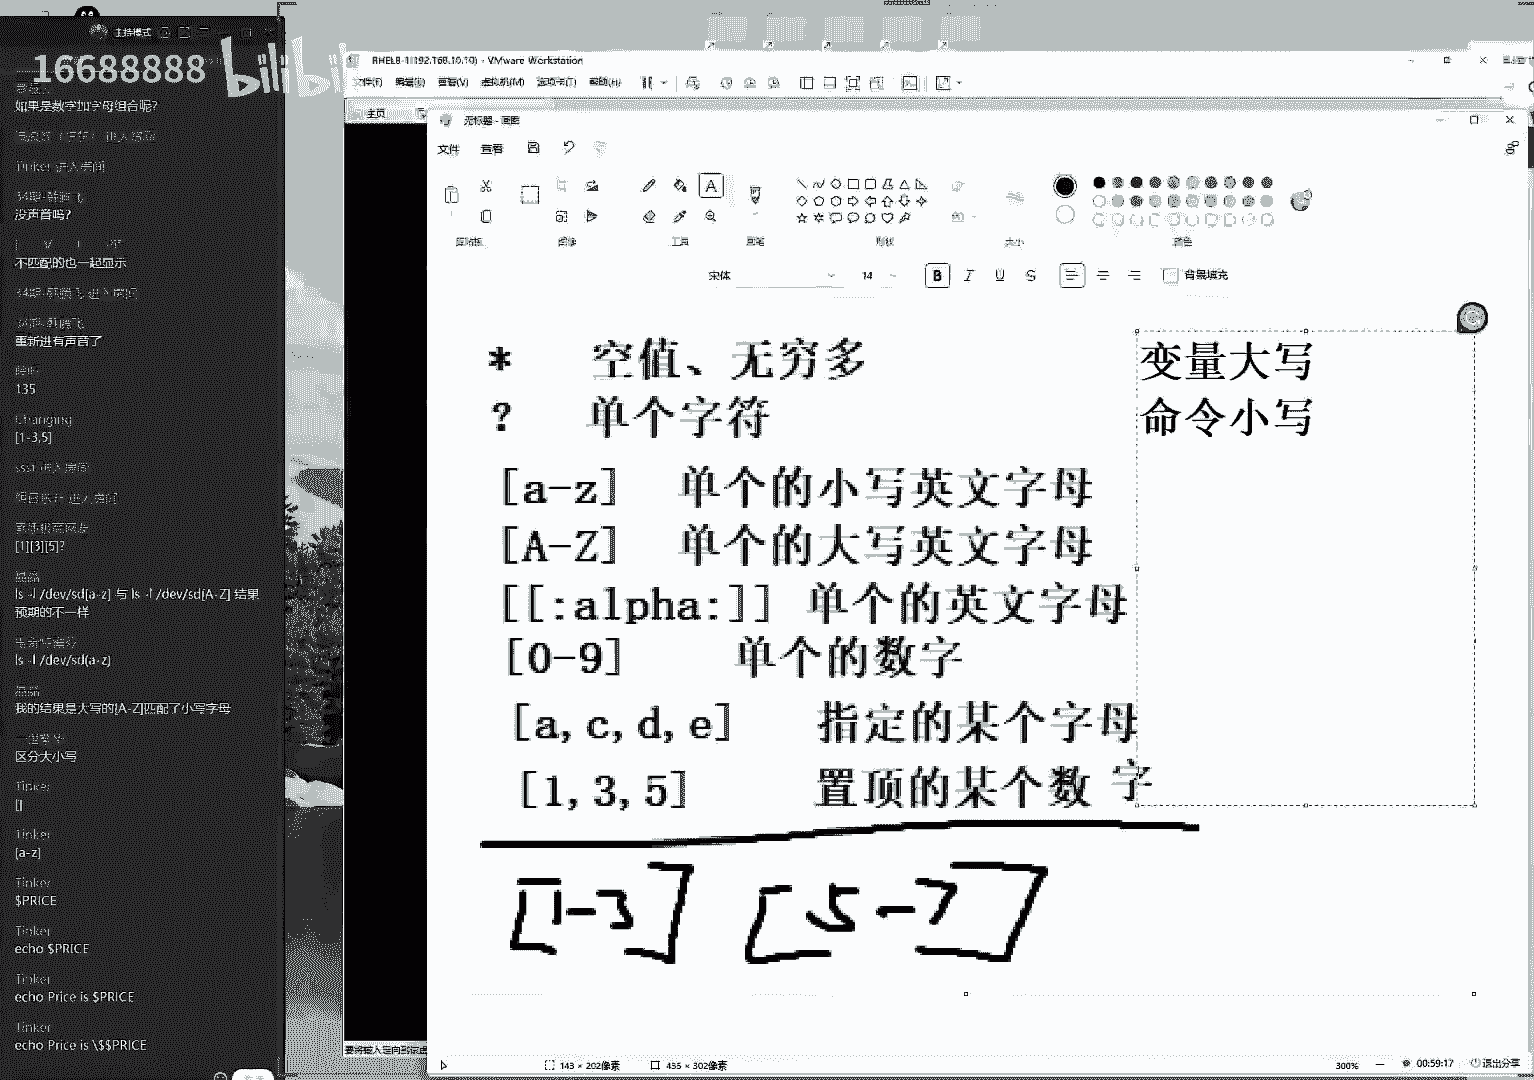 主持模式
16688888 bilibili
如果是数字加字母组合呢?
Tinker 进入房间
没声音吗?
不匹配的也一起显示
重新进有声音了
135
Changing
[1-3,5]
[1][3][5]?
ls -l /dev/sd[a-z] 与 ls -l /dev/sd[A-Z] 结果
预期的不一样
ls -l /dev/sd(a-z)
我的结果是大写的[A-Z]匹配了小写字母
区分大小写
Tinker
[]
Tinker
[a-z]
Tinker
$PRICE
Tinker
echo $PRICE
Tinker
echo Price is $PRICE
Tinker
echo Price is \$$PRICE
RHEL8-1(192.168.10.10) - VMware Workstation
文件(F) 编辑(E) 查看(V) 虚拟机(M) 选项卡(T) 帮助(H)
主页
无标题 - 画图
文件 查看
剪贴板 图像 工具 画笔 形状 大小 颜色
宋体 14 B I U S 背景填充
* 空值、无穷多
? 单个字符
[a-z] 单个的小写英文字母
[A-Z] 单个的大写英文字母
[[:alpha:]] 单个的英文字母
[0-9] 单个的数字
[a,c,d,e] 指定的某个字母
[1,3,5] 置顶的某个数 字
变量大写
命令小写
[1-3] [5-7]
143 × 202像素 435 × 302像素 300% 00:59:17 退出分享